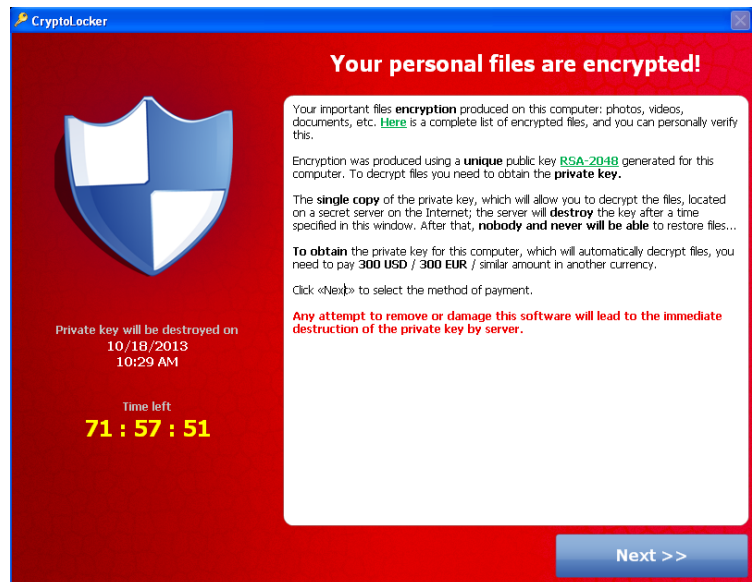 CryptoLocker
Your personal files are encrypted!
Your important files encryption produced on this computer: photos, videos,
documents, etc. Here is a complete list of encrypted files, and you can personally verify
this.
Encryption was produced using a unique public key RSA-2048 generated for this
computer. To decrypt files you need to obtain the private key.
The single copy of the private key, which will allow you to decrypt the files, located
on a secret server on the Internet; the server will destroy the key after a time
specified in this window. After that, nobody and never will be able to restore files...
To obtain the private key for this computer, which will automatically decrypt files, you
need to pay 300 USD / 300 EUR / similar amount in another currency.
Click «Next» to select the method of payment.
Any attempt to remove or damage this software will lead to the immediate
destruction of the private key by server.
Private key will be destroyed on
10/18/2013
10:29 AM
Time left
71 : 57 : 51
Next >>